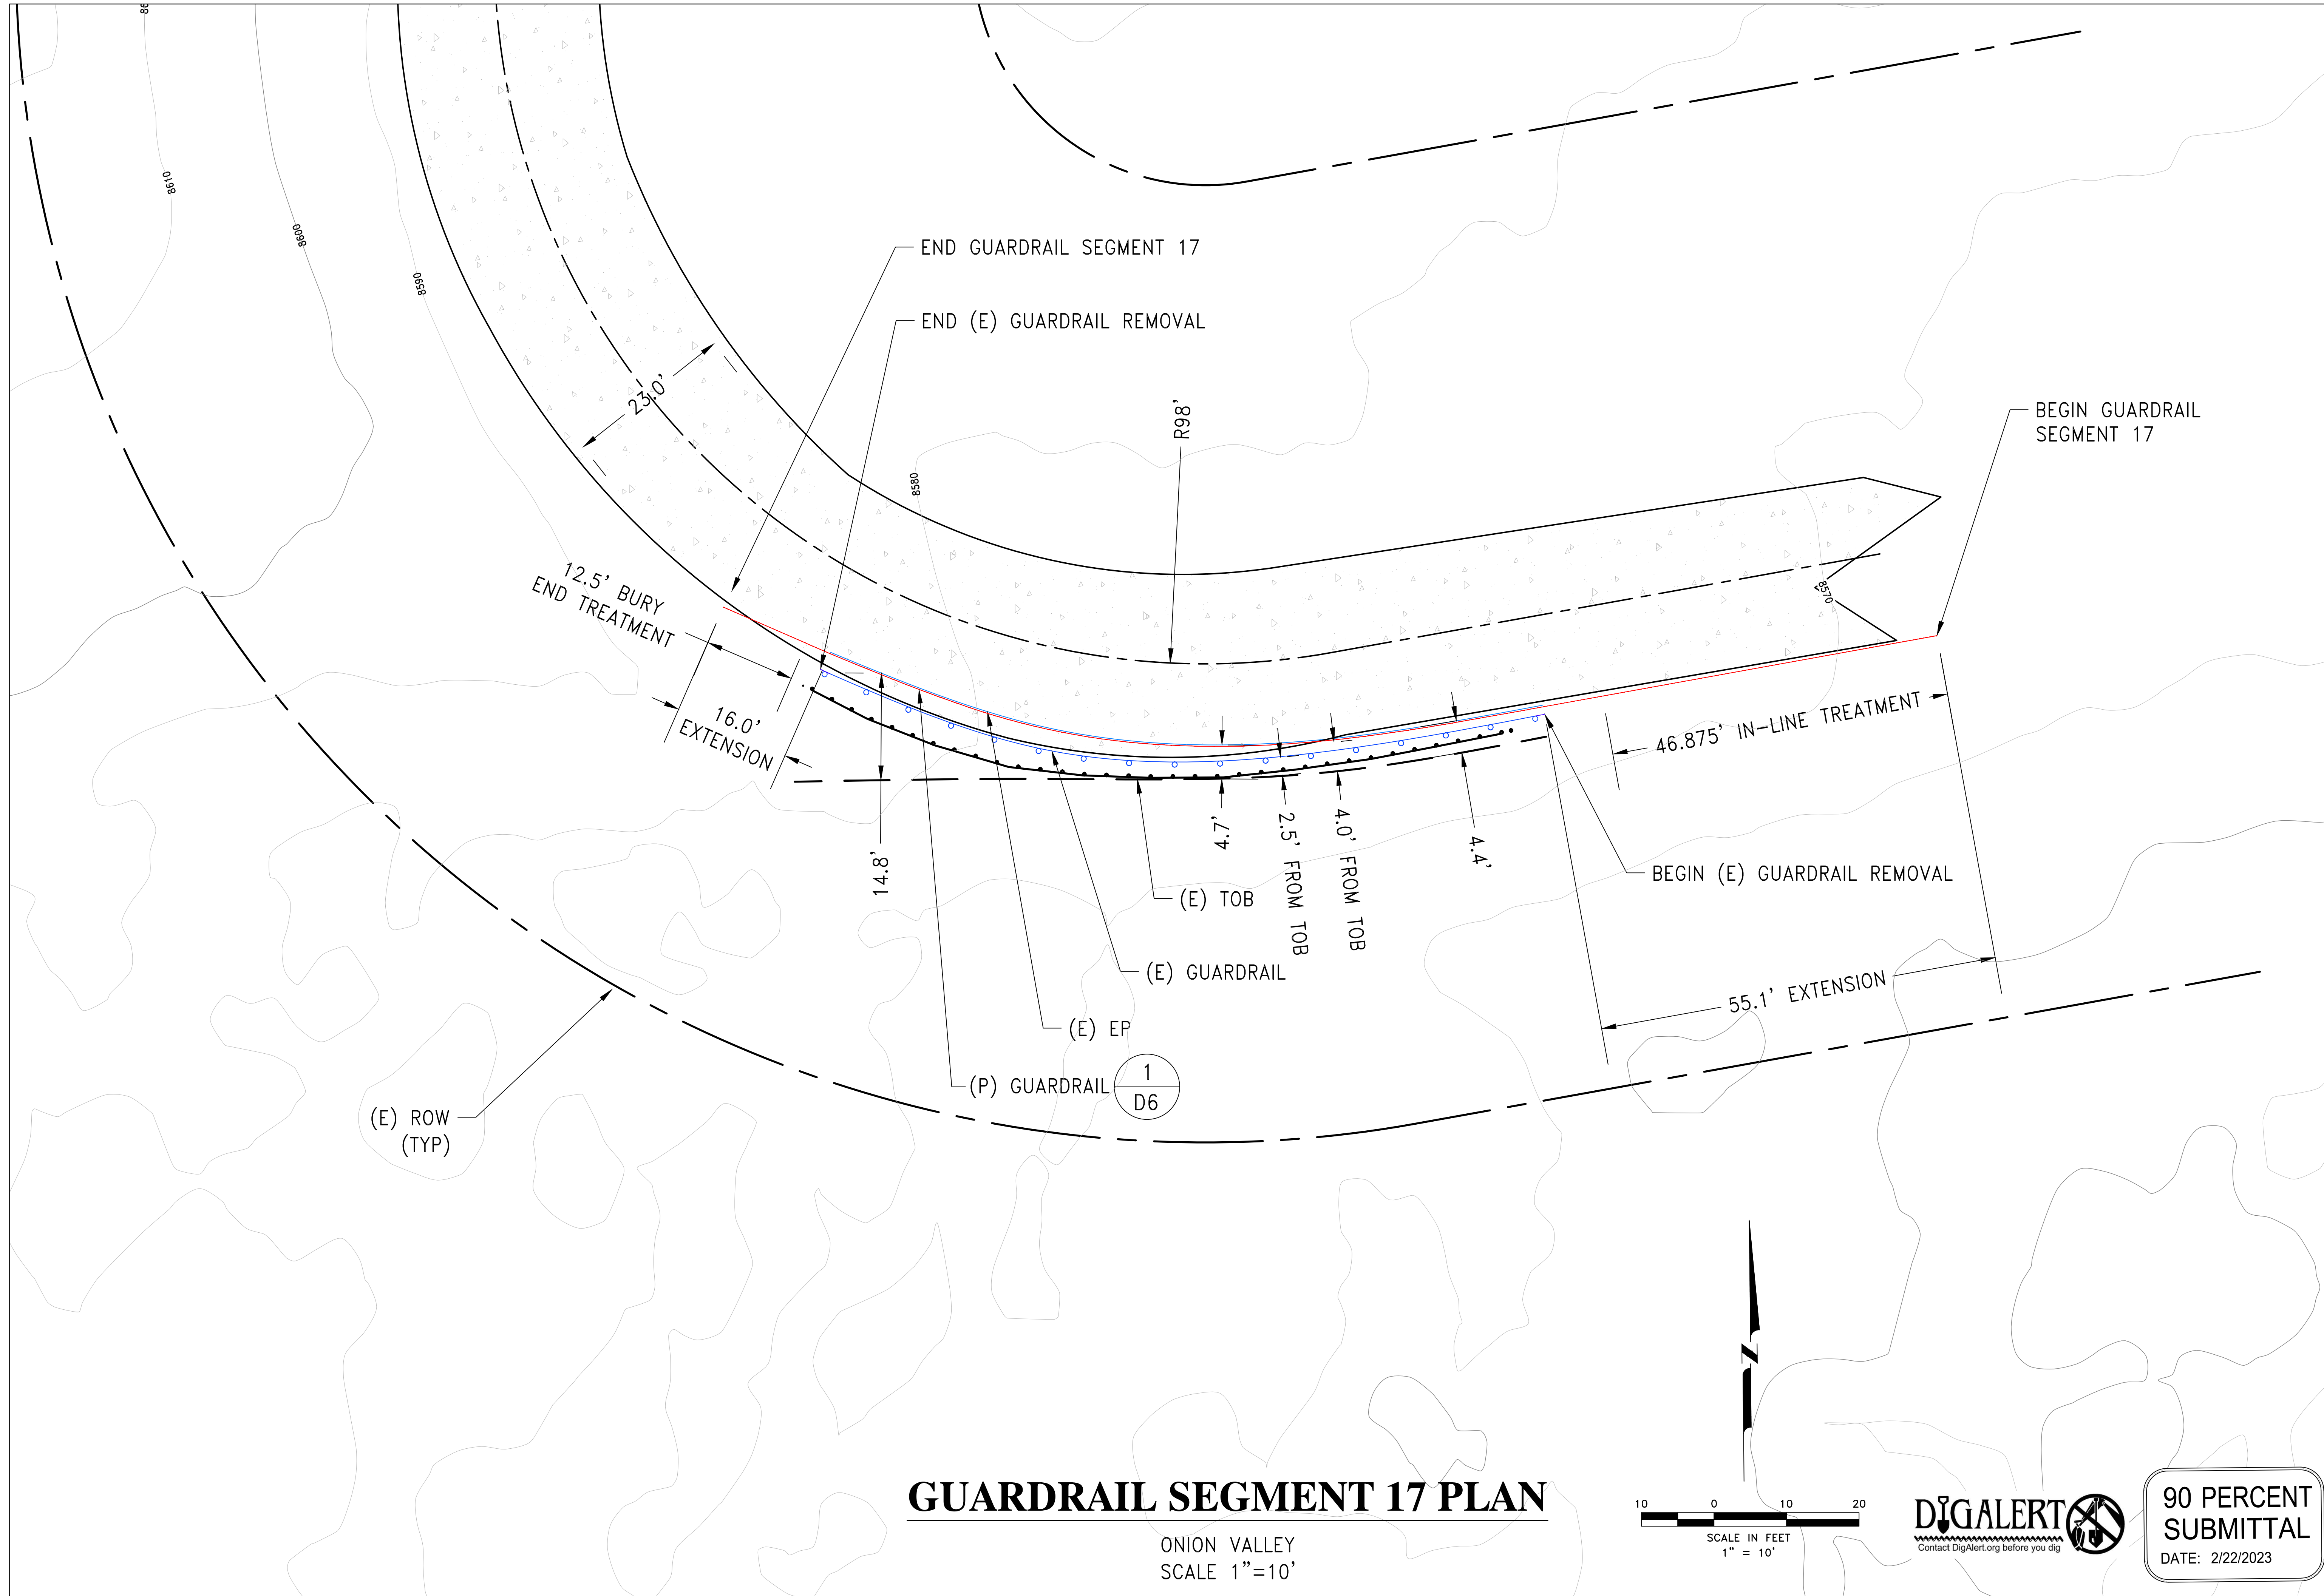 8610
8600
8590
END GUARDRAIL SEGMENT 17
END (E) GUARDRAIL REMOVAL
23.0'
R98'
BEGIN GUARDRAIL
SEGMENT 17
8580
8570
12.5' BURY
END TREATMENT
16.0'
EXTENSION
46.875' IN-LINE TREATMENT
14.8'
4.7'
2.5' FROM TOB
4.0' FROM TOB
4.4'
BEGIN (E) GUARDRAIL REMOVAL
(E) TOB
(E) GUARDRAIL
55.1' EXTENSION
(E) EP
(P) GUARDRAIL
1
D6
(E) ROW
(TYP)
N
GUARDRAIL SEGMENT 17 PLAN
ONION VALLEY
SCALE 1"=10'
10 0 10 20
SCALE IN FEET
1" = 10'
DIGALERT
Contact DigAlert.org before you dig
90 PERCENT
SUBMITTAL
DATE: 2/22/2023